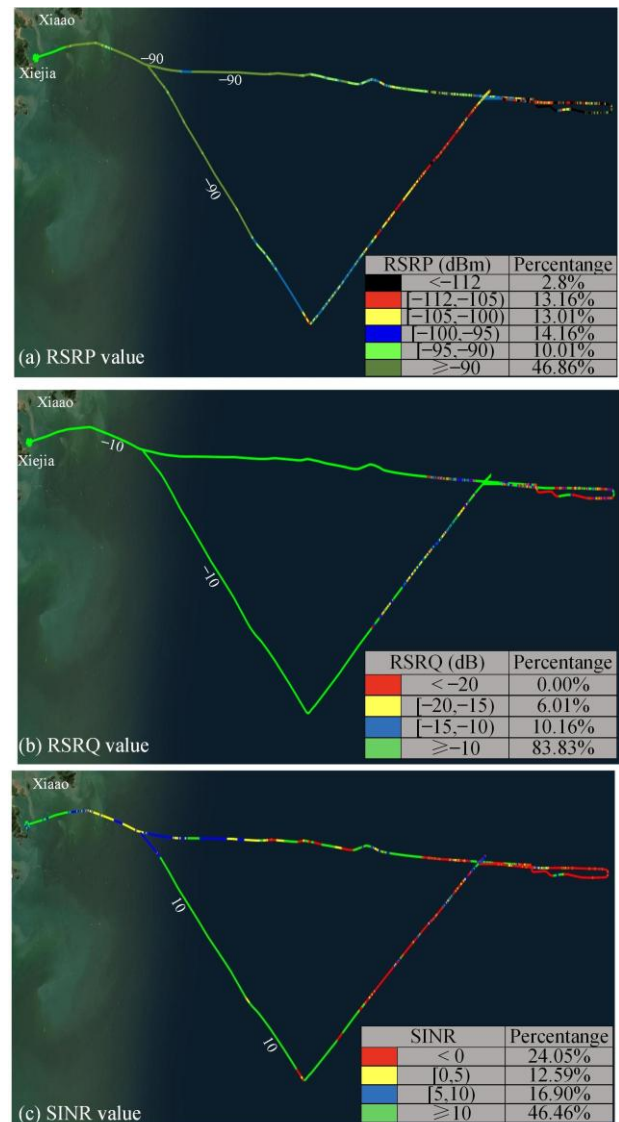 Xiaao
Xiejia
−90
−90
−90
RSRP (dBm) Percentange
<−112 2.8%
[−112,−105) 13.16%
[−105,−100) 13.01%
[−100,−95) 14.16%
[−95,−90) 10.01%
≥−90 46.86%
(a) RSRP value
Xiaao
Xiejia
−10
−10
RSRQ (dB) Percentange
< −20 0.00%
[−20,−15) 6.01%
[−15,−10) 10.16%
≥−10 83.83%
(b) RSRQ value
Xiaao
10
10
SINR Percentange
< 0 24.05%
[0,5) 12.59%
[5,10) 16.90%
≥10 46.46%
(c) SINR value